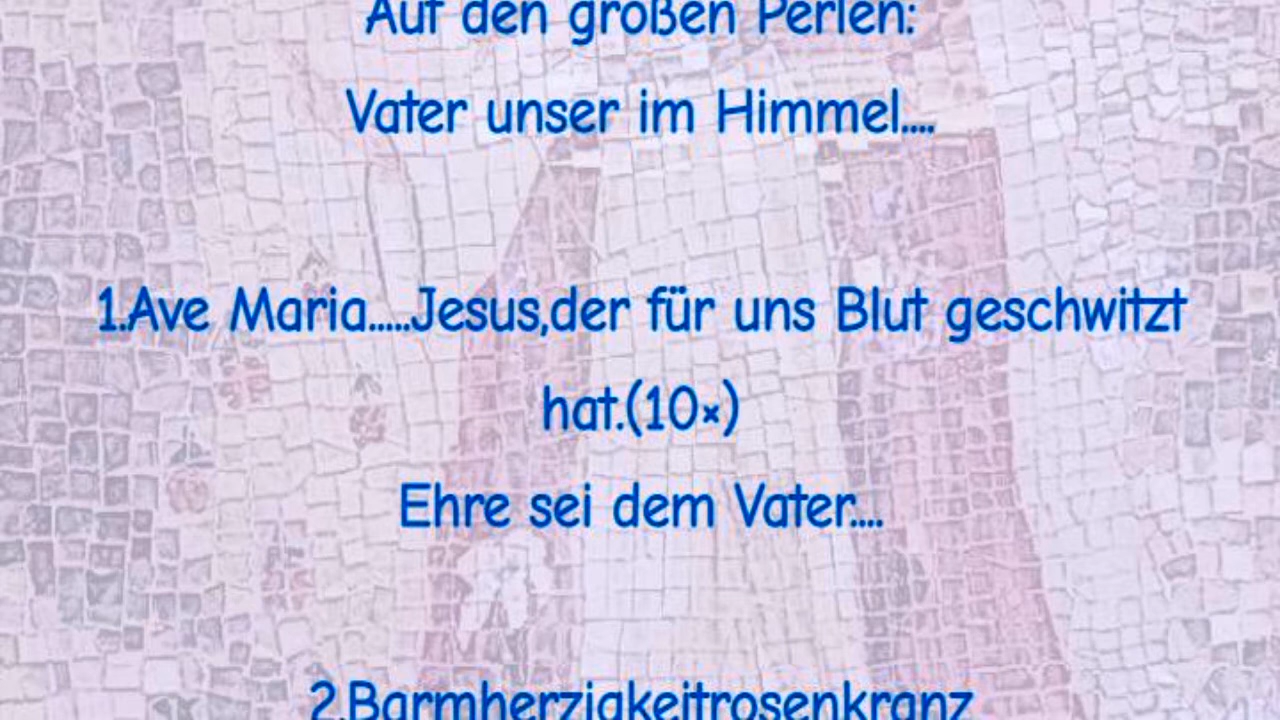 Auf den großen Perlen:
Vater unser im Himmel....
1.Ave Maria.....Jesus,der für uns Blut geschwitzt
hat.(10×)
Ehre sei dem Vater....
2.Barmherzigkeitrosenkranz